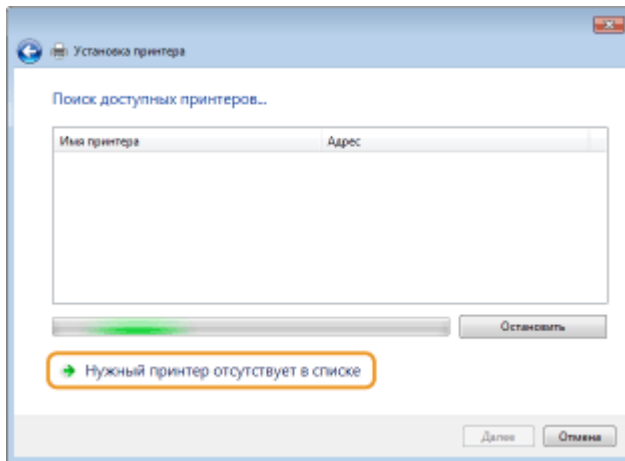 Установка принтера
Поиск доступных принтеров...
Имя принтера Адрес
Остановить
Нужный принтер отсутствует в списке
Далее Отмена